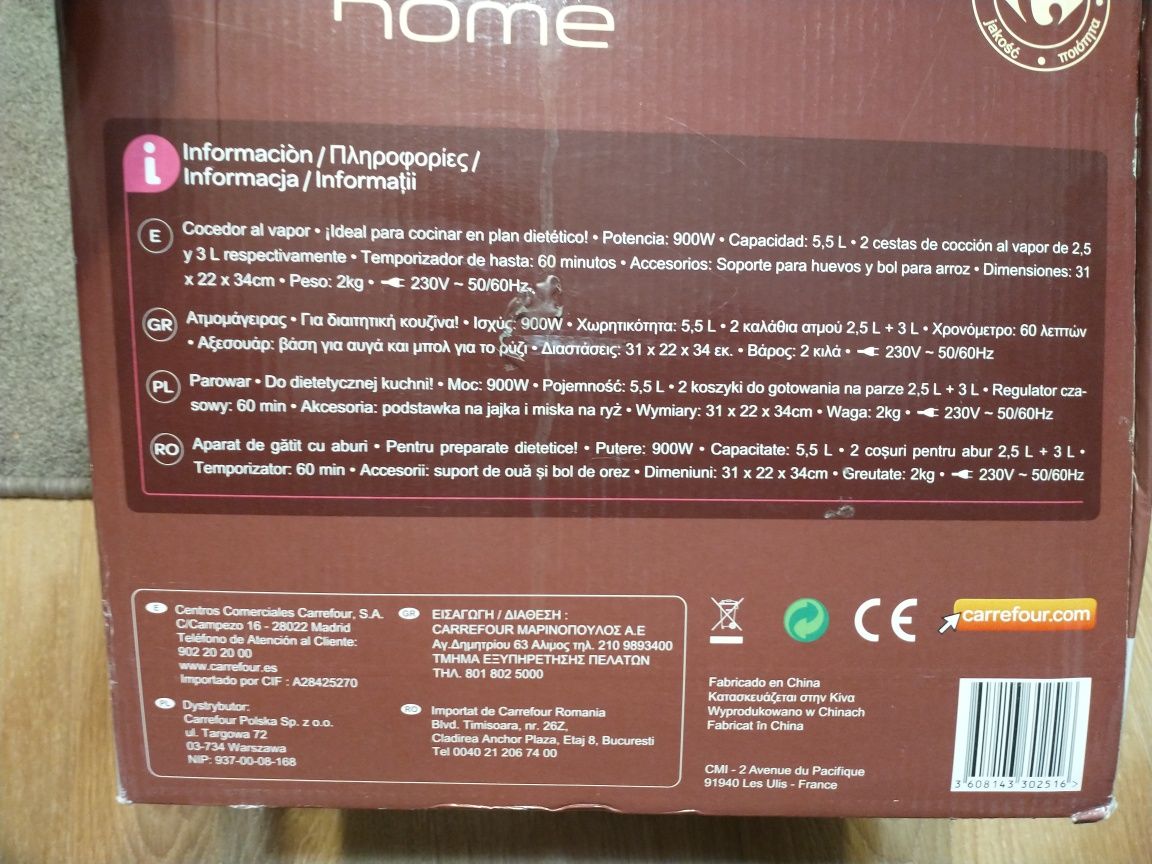 home
jakość • ποιότητα
i
Informaciòn / Πληροφορίες /
Informacja / Informații
E
Cocedor al vapor • ¡Ideal para cocinar en plan dietético! • Potencia: 900W • Capacidad: 5,5 L • 2 cestas de cocción al vapor de 2,5
y 3 L respectivamente • Temporizador de hasta: 60 minutos • Accesorios: Soporte para huevos y bol para arroz • Dimensiones: 31
x 22 x 34cm • Peso: 2kg • 230V ~ 50/60Hz
GR
Ατμομάγειρας • Για διαιτητική κουζίνα! • Ισχύς: 900W • Χωρητικότητα: 5,5 L • 2 καλάθια ατμού 2,5 L + 3 L • Χρονόμετρο: 60 λεπτών
• Αξεσουάρ: βάση για αυγά και μπολ για το ρύζι • Διαστάσεις: 31 x 22 x 34 εκ. • Βάρος: 2 κιλά • 230V ~ 50/60Hz
PL
Parowar • Do dietetycznej kuchni! • Moc: 900W • Pojemność: 5,5 L • 2 koszyki do gotowania na parze 2,5 L + 3 L • Regulator cza-
sowy: 60 min • Akcesoria: podstawka na jajka i miska na ryż • Wymiary: 31 x 22 x 34cm • Waga: 2kg • 230V ~ 50/60Hz
RO
Aparat de gătit cu aburi • Pentru preparate dietetice! • Putere: 900W • Capacitate: 5,5 L • 2 coșuri pentru abur 2,5 L + 3 L •
Temporizator: 60 min • Accesorii: suport de ouă și bol de orez • Dimeniuni: 31 x 22 x 34cm • Greutate: 2kg • 230V ~ 50/60Hz
E
Centros Comerciales Carrefour, S.A.
C/Campezo 16 - 28022 Madrid
Teléfono de Atención al Cliente:
902 20 20 00
www.carrefour.es
Importado por CIF : A28425270
GR
ΕΙΣΑΓΩΓΗ / ΔΙΑΘΕΣΗ :
CARREFOUR ΜΑΡΙΝΟΠΟΥΛΟΣ Α.Ε
Αγ.Δημητρίου 63 Αλιμος τηλ. 210 9893400
ΤΜΗΜΑ ΕΞΥΠΗΡΕΤΗΣΗΣ ΠΕΛΑΤΩΝ
ΤΗΛ. 801 802 5000
PL
Dystrybutor:
Carrefour Polska Sp. z o.o.
ul. Targowa 72
03-734 Warszawa
NIP: 937-00-08-168
RO
Importat de Carrefour Romania
Blvd. Timisoara, nr. 26Z,
Cladirea Anchor Plaza, Etaj 8, Bucuresti
Tel 0040 21 206 74 00
CE
carrefour.com
Fabricado en China
Κατασκευάζεται στην Κίνα
Wyprodukowano w Chinach
Fabricat în China
CMI - 2 Avenue du Pacifique
91940 Les Ulis - France
3 608143 302516 >